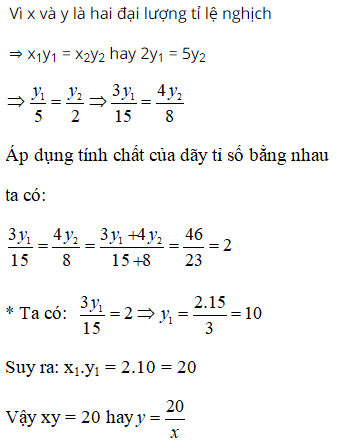 Vì x và y là hai đại lượng tỉ lệ nghịch
⇒ x₁y₁ = x₂y₂ hay 2y₁ = 5y₂
⇒ y₁/5 = y₂/2 ⇒ 3y₁/15 = 4y₂/8
Áp dụng tính chất của dãy tỉ số bằng nhau
ta có:
3y₁/15 = 4y₂/8 = (3y₁ +4y₂)/(15+8) = 46/23 = 2
* Ta có: 3y₁/15 = 2 ⇒ y₁ = 2.15/3 = 10
Suy ra: x₁.y₁ = 2.10 = 20
Vậy xy = 20 hay y = 20/x